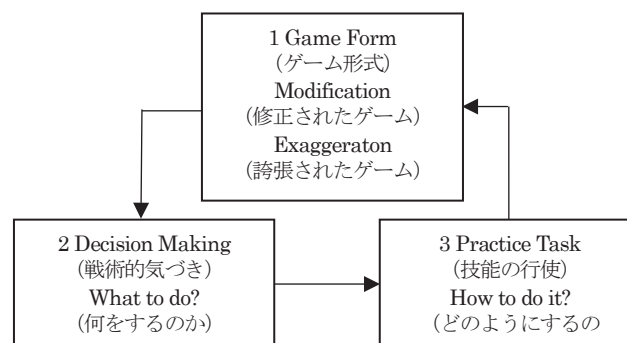 1 Game Form
(ゲーム形式)
Modification
(修正されたゲーム)
Exaggeraton
(誇張されたゲーム)
2 Decision Making
(戦術的気づき)
What to do?
(何をするのか)
3 Practice Task
(技能の行使)
How to do it?
(どのようにするの